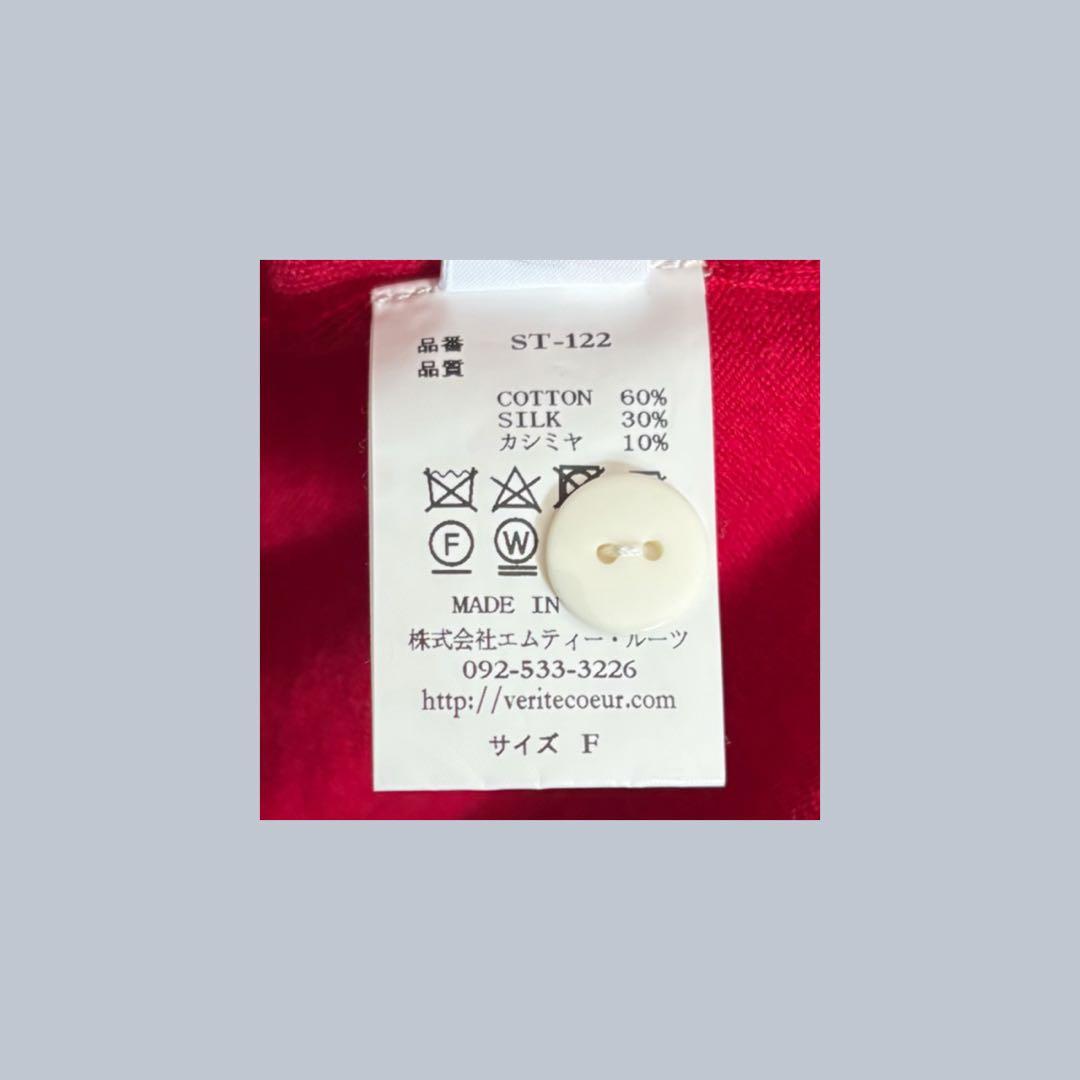 品番 ST-122
品質
COTTON 60%
SILK 30%
カシミヤ 10%
F W
MADE IN
株式会社エムティー・ルーツ
092-533-3226
http://veritecoeur.com
サイズ F